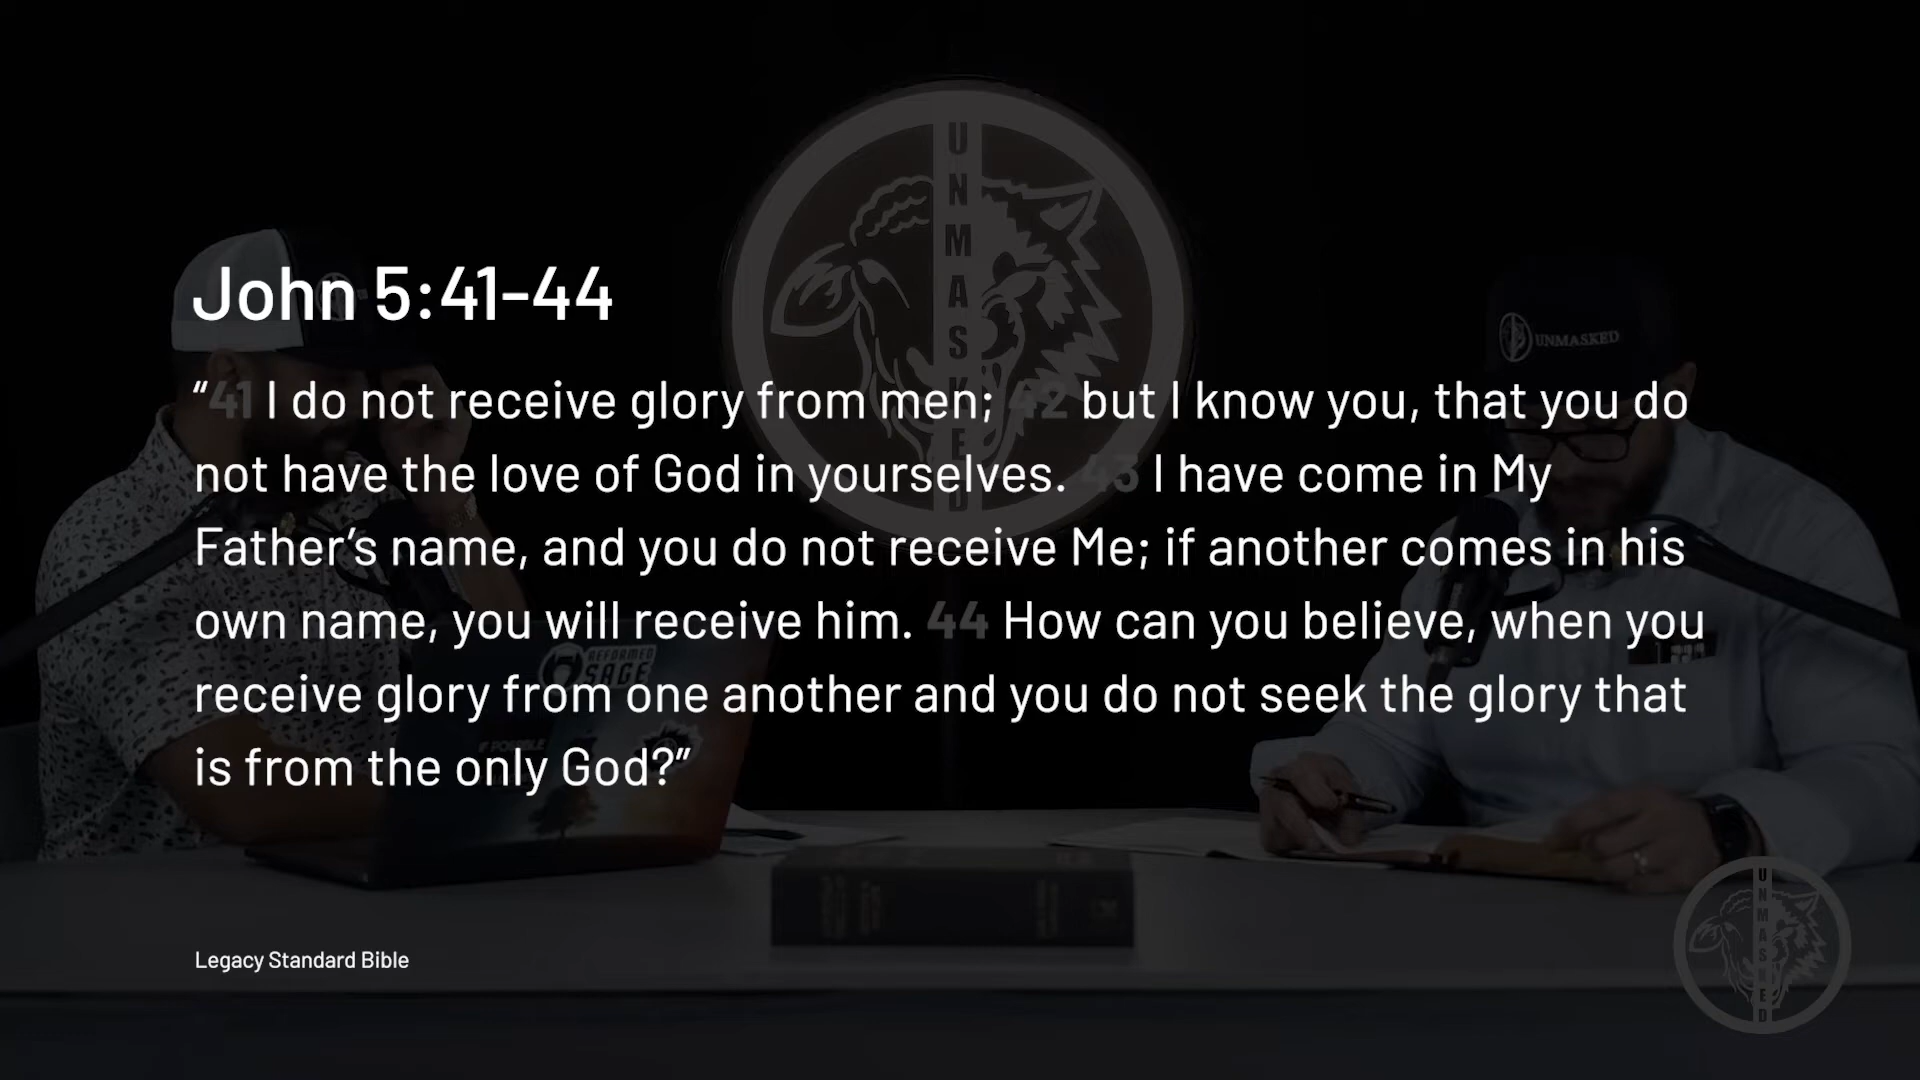 UNMASKED
John 5:41-44
UNMASKED
“41 I do not receive glory from men; 42 but I know you, that you do
not have the love of God in yourselves. 43 I have come in My
Father’s name, and you do not receive Me; if another comes in his
own name, you will receive him. 44 How can you believe, when you
REFORMED
SAGE
receive glory from one another and you do not seek the glory that
is from the only God?”
Legacy Standard Bible
UNMASKED